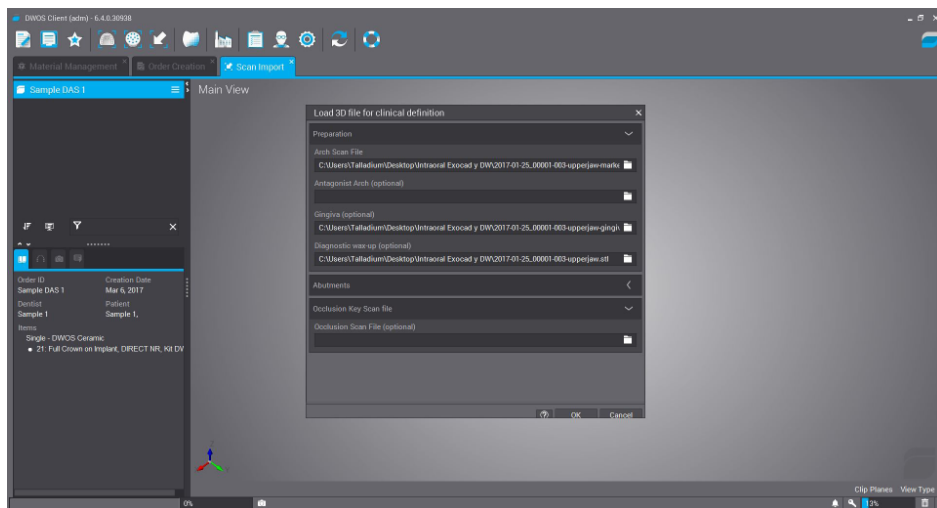 DWOS Client (adm) - 6.4.0.30938
Material Management
Order Creation
Scan Import
Sample DAS 1
Main View
Load 3D file for clinical definition
Preparation
Arch Scan File
C:\Users\Talladium\Desktop\Intraoral Exocad y DW\2017-01-25_00001-003-upperjaw-marke
Antagonist Arch (optional)
Gingiva (optional)
C:\Users\Talladium\Desktop\Intraoral Exocad y DW\2017-01-25_00001-003-upperjaw-gingi
Diagnostic wax-up (optional)
C:\Users\Talladium\Desktop\Intraoral Exocad y DW\2017-01-25_00001-003-upperjaw.stl
Abutments
Occlusion Key Scan file
Occlusion Scan File (optional)
OK
Cancel
Order ID
Creation Date
Sample DAS 1
Mar 6, 2017
Dentist
Patient
Sample 1
Sample 1,
Items
Single - DWOS Ceramic
21: Full Crown on Implant, DIRECT NR, Kit DW
Clip Planes
View Type
0%
13%